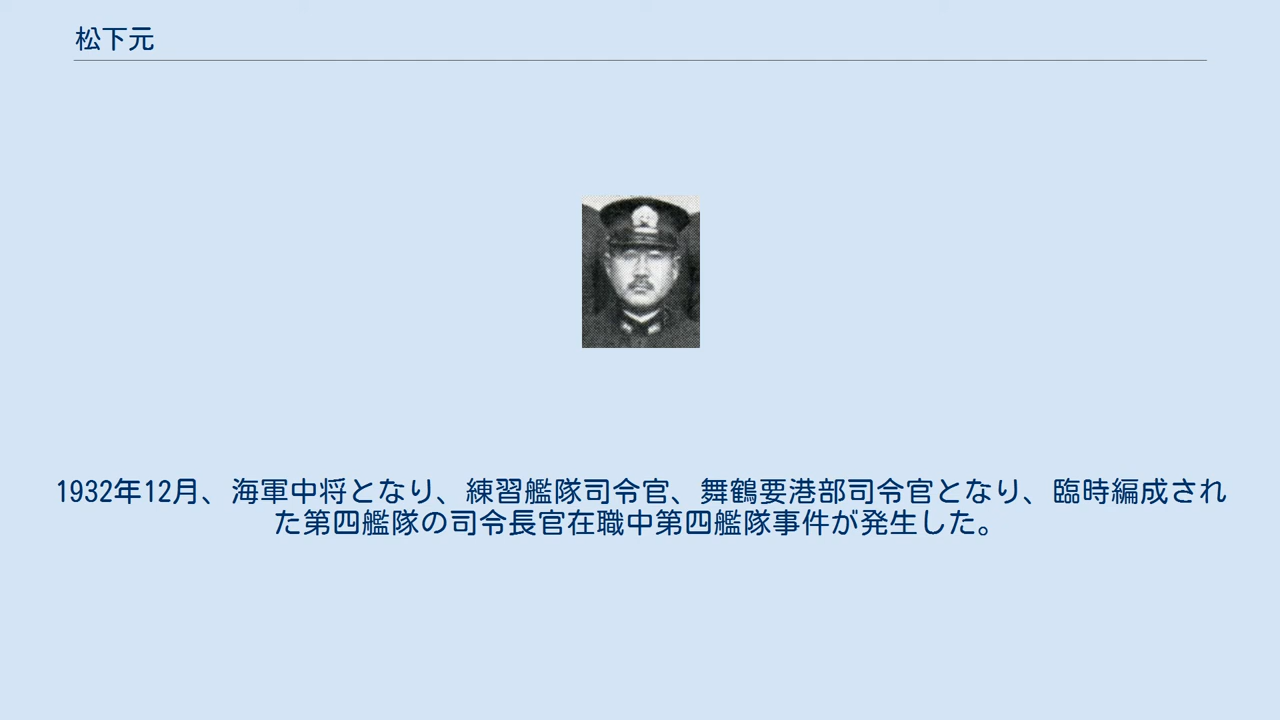 松下元
1932年12月、海軍中将となり、練習艦隊司令官、舞鶴要港部司令官となり、臨時編成され
た第四艦隊の司令長官在職中第四艦隊事件が発生した。